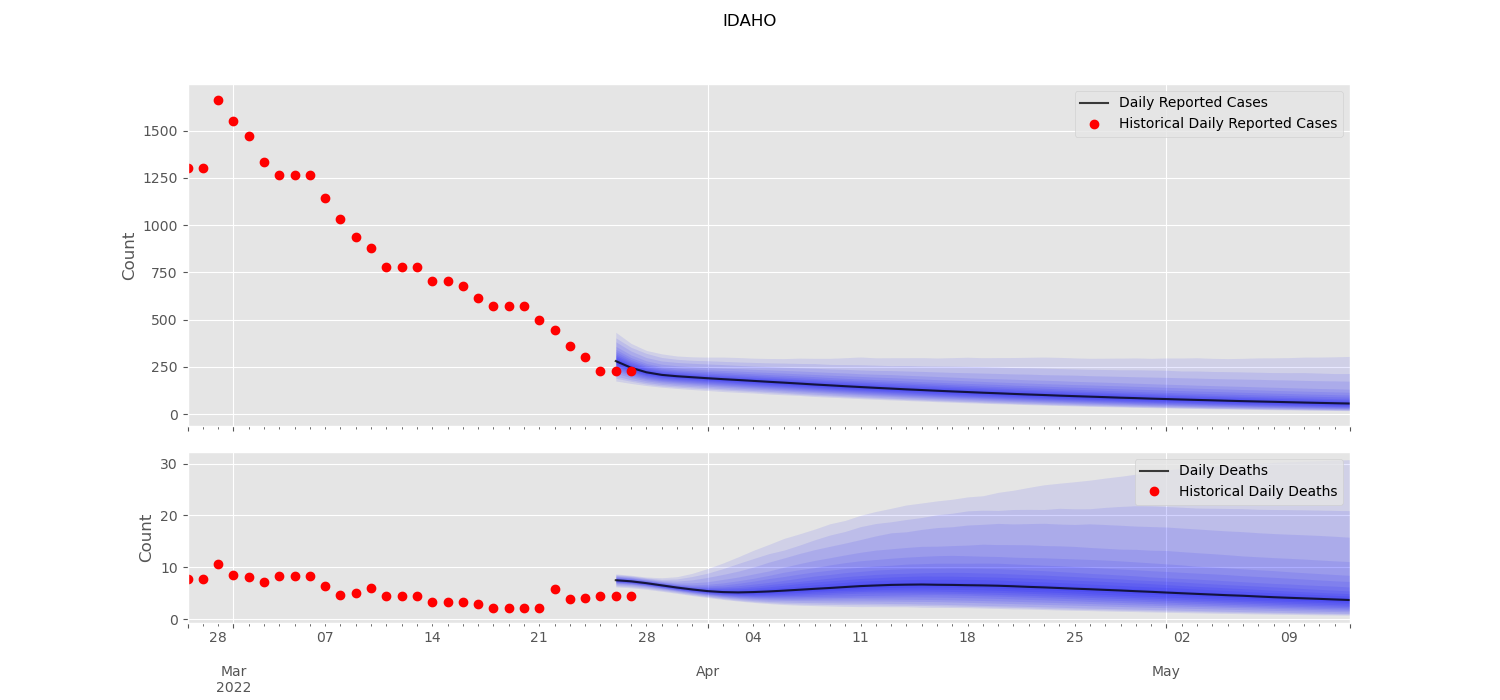 IDAHO
Daily Reported Cases
Historical Daily Reported Cases
1500
1250
1000
750
500
250
0
Count
Daily Deaths
Historical Daily Deaths
30
20
10
0
Count
28 07 14 21 28 04 11 18 25 02 09
Mar Apr May
2022